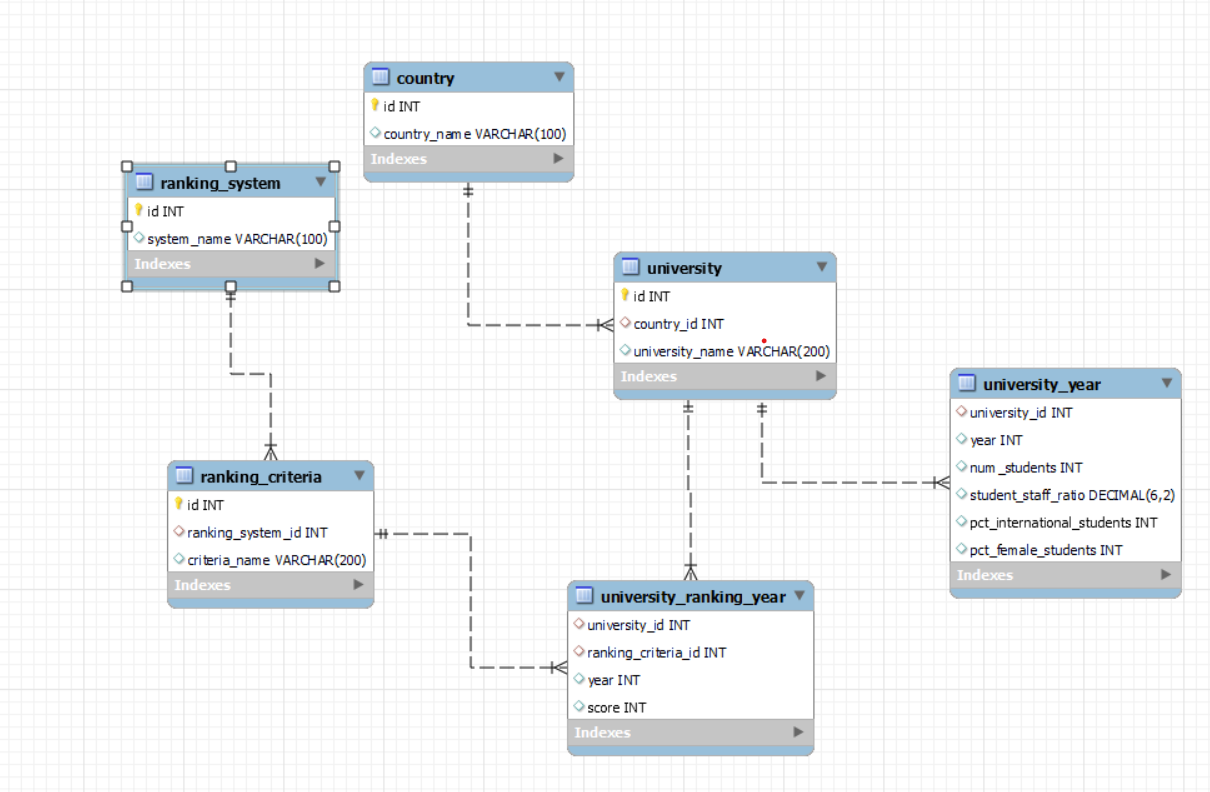 country
id INT
country_name VARCHAR(100)
Indexes
ranking_system
id INT
system_name VARCHAR(100)
Indexes
university
id INT
country_id INT
university_name VARCHAR(200)
Indexes
university_year
university_id INT
year INT
num_students INT
student_staff_ratio DECIMAL(6,2)
pct_international_students INT
pct_female_students INT
Indexes
ranking_criteria
id INT
ranking_system_id INT
criteria_name VARCHAR(200)
Indexes
university_ranking_year
university_id INT
ranking_criteria_id INT
year INT
score INT
Indexes